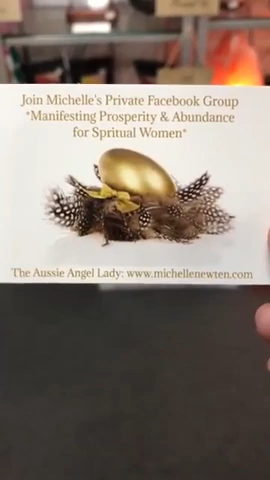 Join Michelle's Private Facebook Group
*Manifesting Prosperity & Abundance
for Spritual Women*
The Aussie Angel Lady: www.michellenewten.com